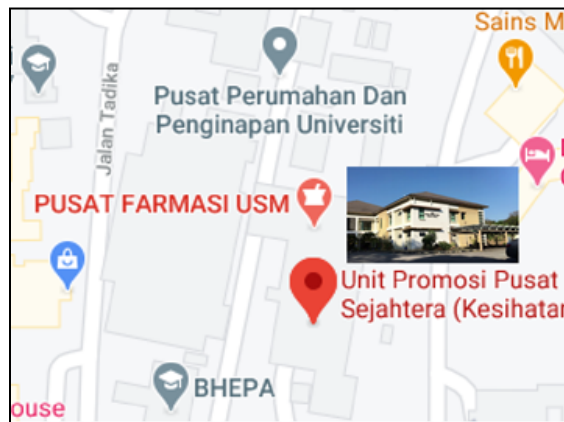 Sains M
Pusat Perumahan Dan
Penginapan Universiti
Jalan Tadika
PUSAT FARMASI USM
Unit Promosi Pusat
Sejahtera (Kesihatan
BHEPA
ouse